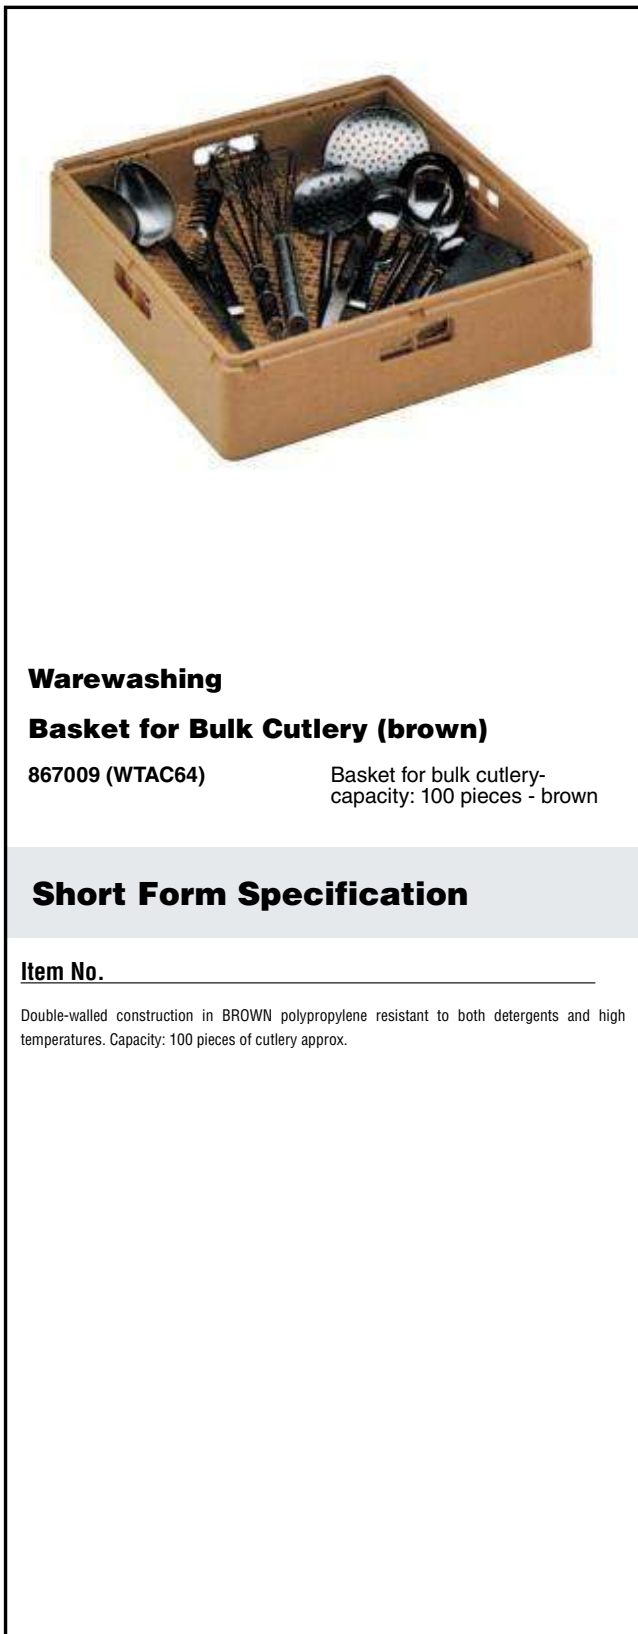 Warewashing
Basket for Bulk Cutlery (brown)
867009 (WTAC64)
Basket for bulk cutlery-
capacity: 100 pieces - brown
Short Form Specification
Item No.
Double-walled construction in BROWN polypropylene resistant to both detergents and high
temperatures. Capacity: 100 pieces of cutlery approx.